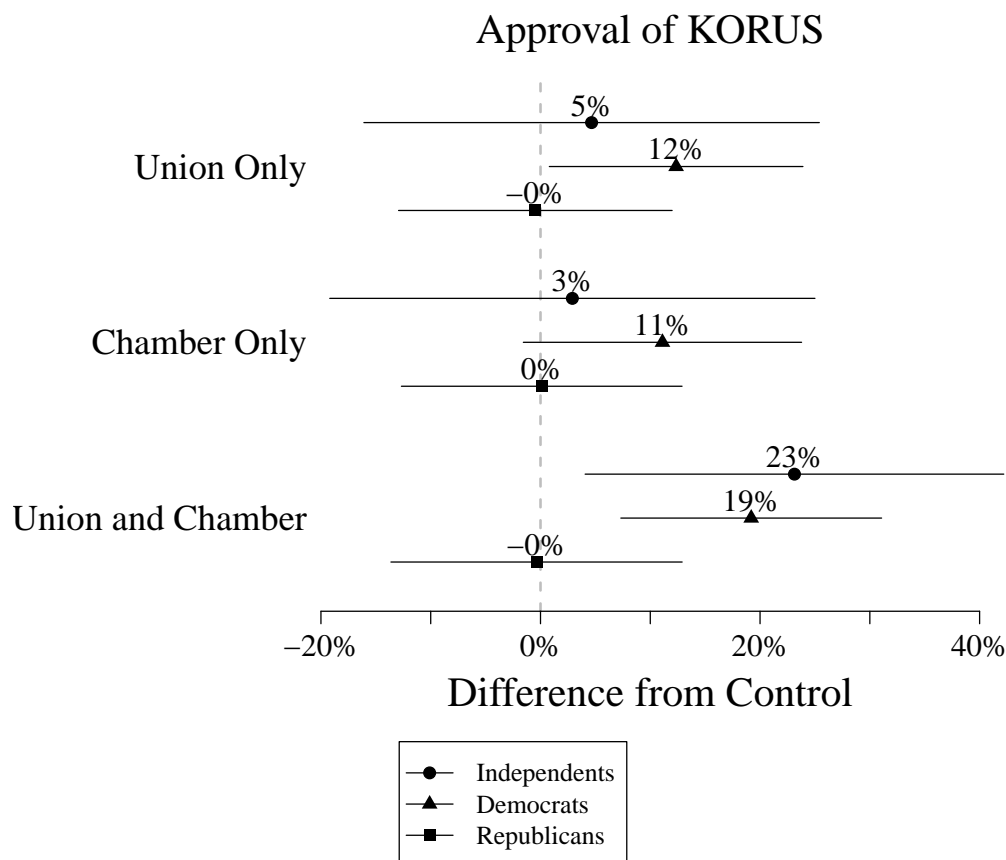 Approval of KORUS
5%
Union Only
12%
−0%
3%
Chamber Only
11%
0%
23%
Union and Chamber
19%
−0%
−20% 0% 20% 40%
Difference from Control
Independents
Democrats
Republicans